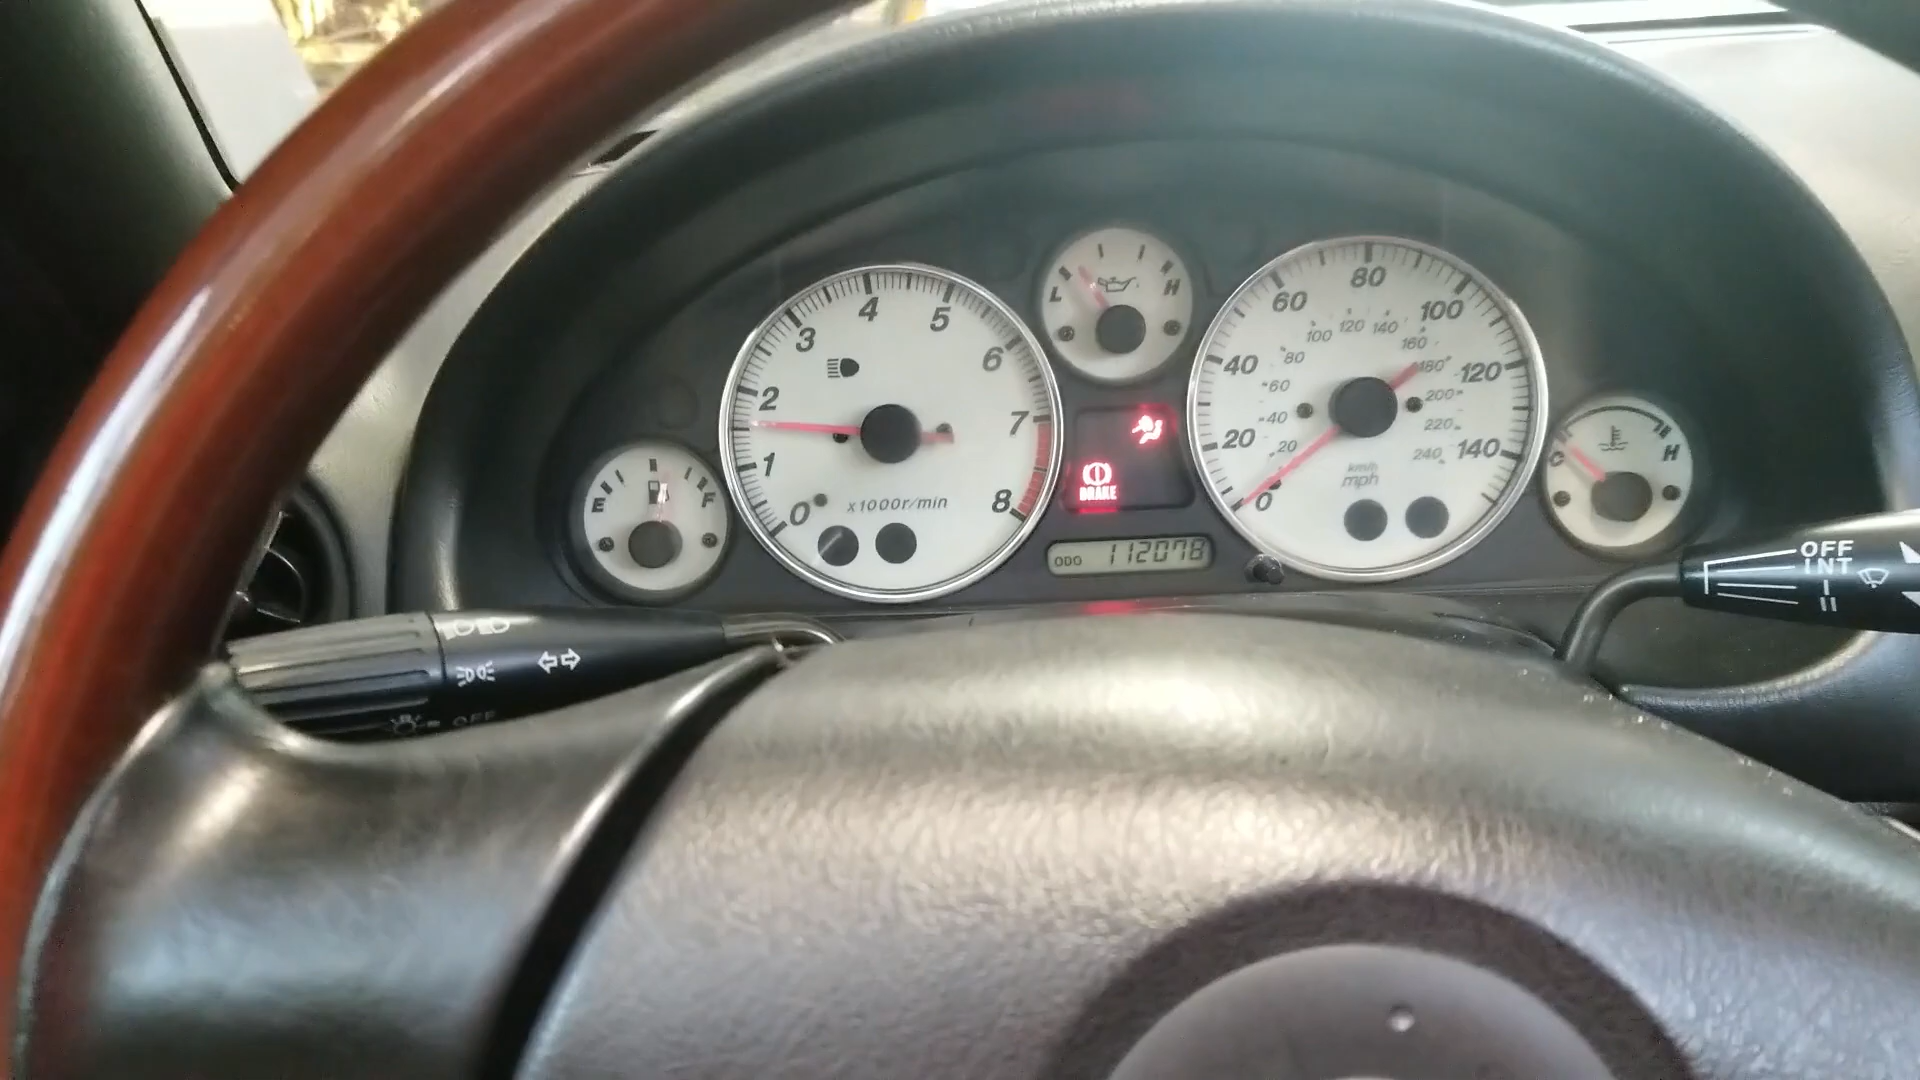 0 1 2 3 4 5 6 7 8
x1000r/min
E F
L H
BRAKE
ODO 112078
0 20 40 60 80 100 120 140
20 40 60 80 100 120 140 160 180 200 220 240
km/h
mph
C H
OFF
OFF
INT
I
II